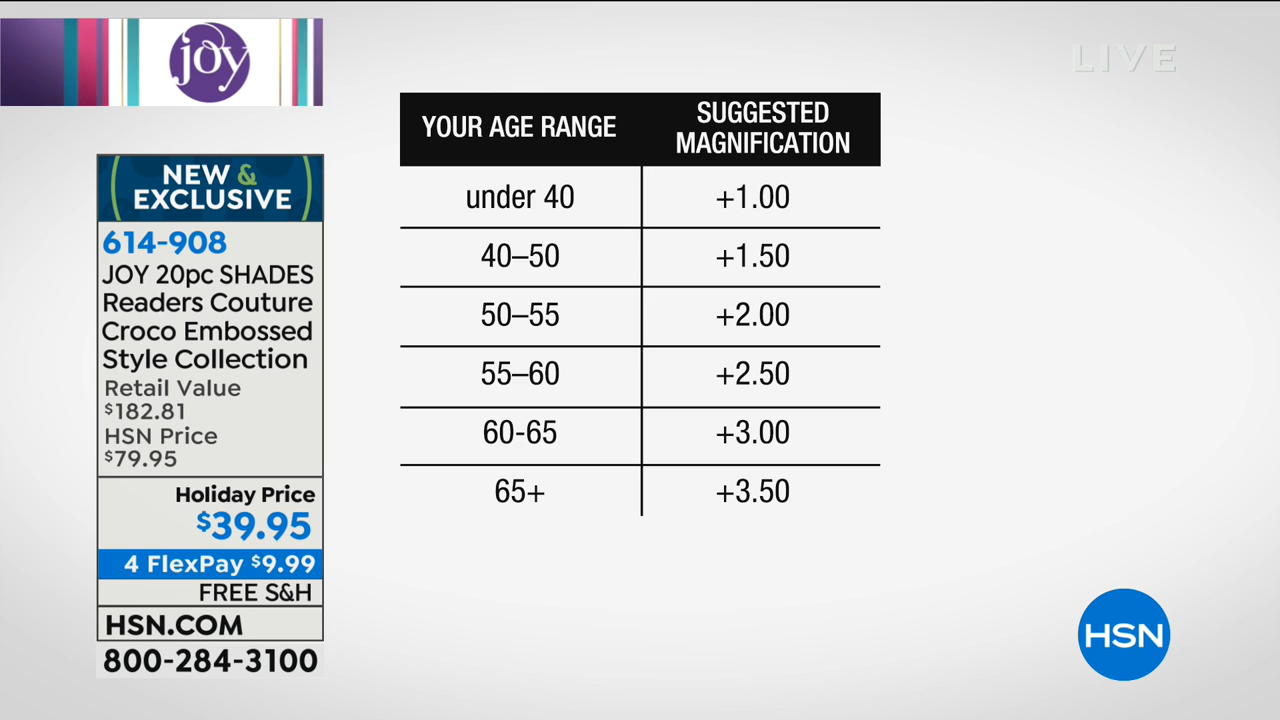 joy
LIVE
NEW &
EXCLUSIVE
614-908
JOY 20pc SHADES
Readers Couture
Croco Embossed
Style Collection
Retail Value
$182.81
HSN Price
$79.95
Holiday Price
$39.95
4 FlexPay $9.99
FREE S&H
HSN.COM
800-284-3100
YOUR AGE RANGE
SUGGESTED
MAGNIFICATION
under 40 +1.00
40–50 +1.50
50–55 +2.00
55–60 +2.50
60-65 +3.00
65+ +3.50
HSN